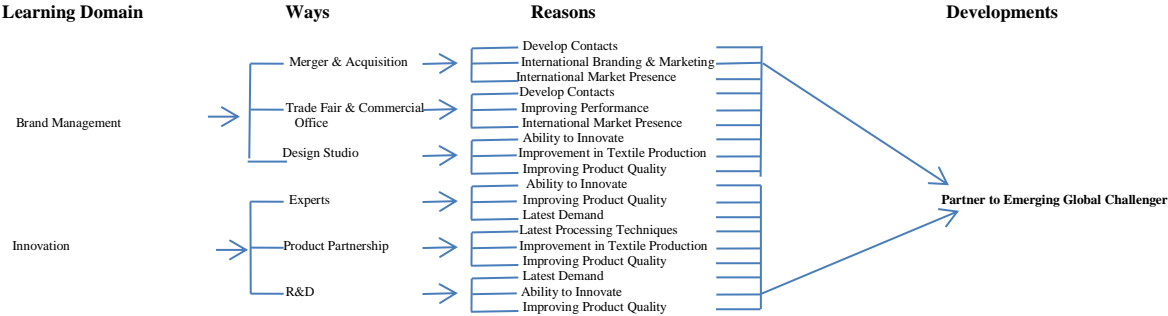 Learning Domain Ways Reasons Developments
Develop Contacts
Merger & Acquisition International Branding & Marketing
International Market Presence
Develop Contacts
Trade Fair & Commercial Improving Performance
Office International Market Presence
Brand Management
Ability to Innovate
Design Studio Improvement in Textile Production
Improving Product Quality
Ability to Innovate
Experts Improving Product Quality
Partner to Emerging Global Challenger
Latest Demand
Latest Processing Techniques
Innovation Product Partnership Improvement in Textile Production
Improving Product Quality
Latest Demand
R&D Ability to Innovate
Improving Product Quality